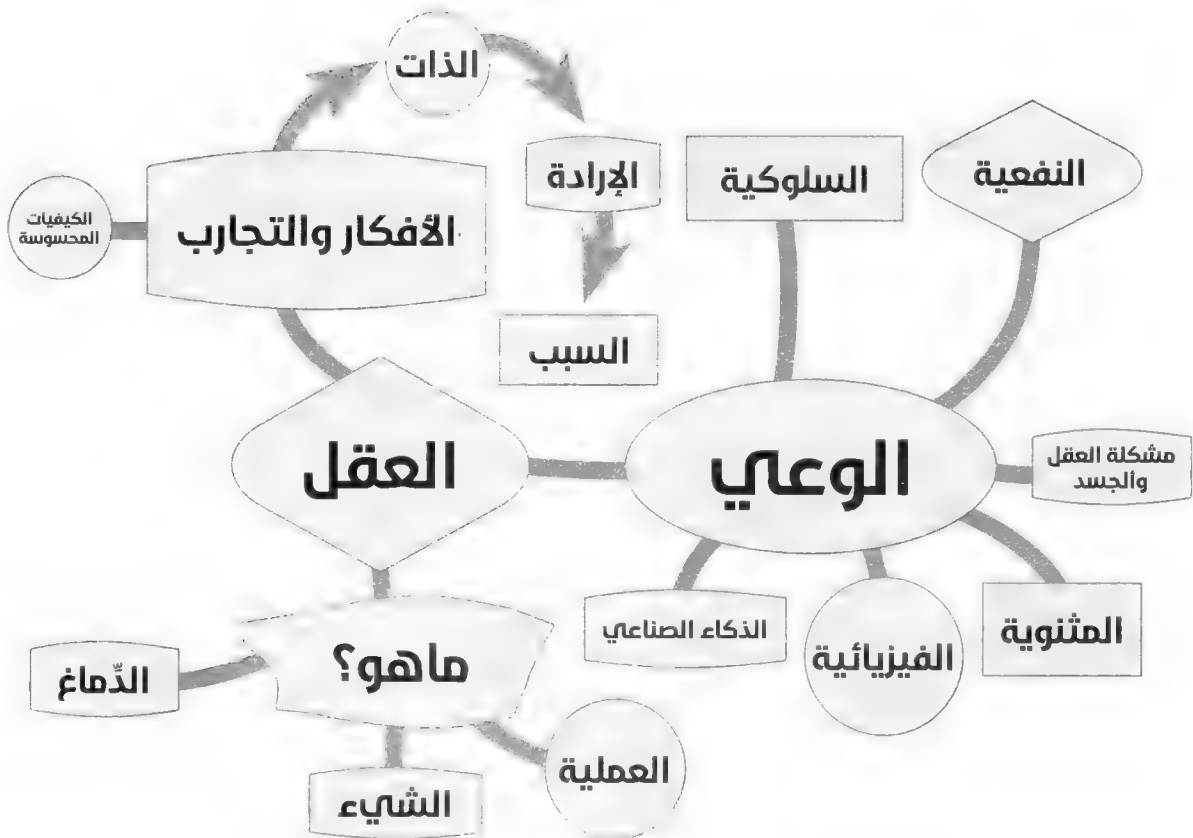 الذات
النفعية
السلوكية
الإرادة
الأفكار والتجارب
الكيفيات
المحسوسة
السبب
مشكلة العقل
والجسد
الوعي
العقل
المثنوية
الفيزيائية
الذكاء الصناعي
ماهو؟
الدِّماغ
العملية
الشيء